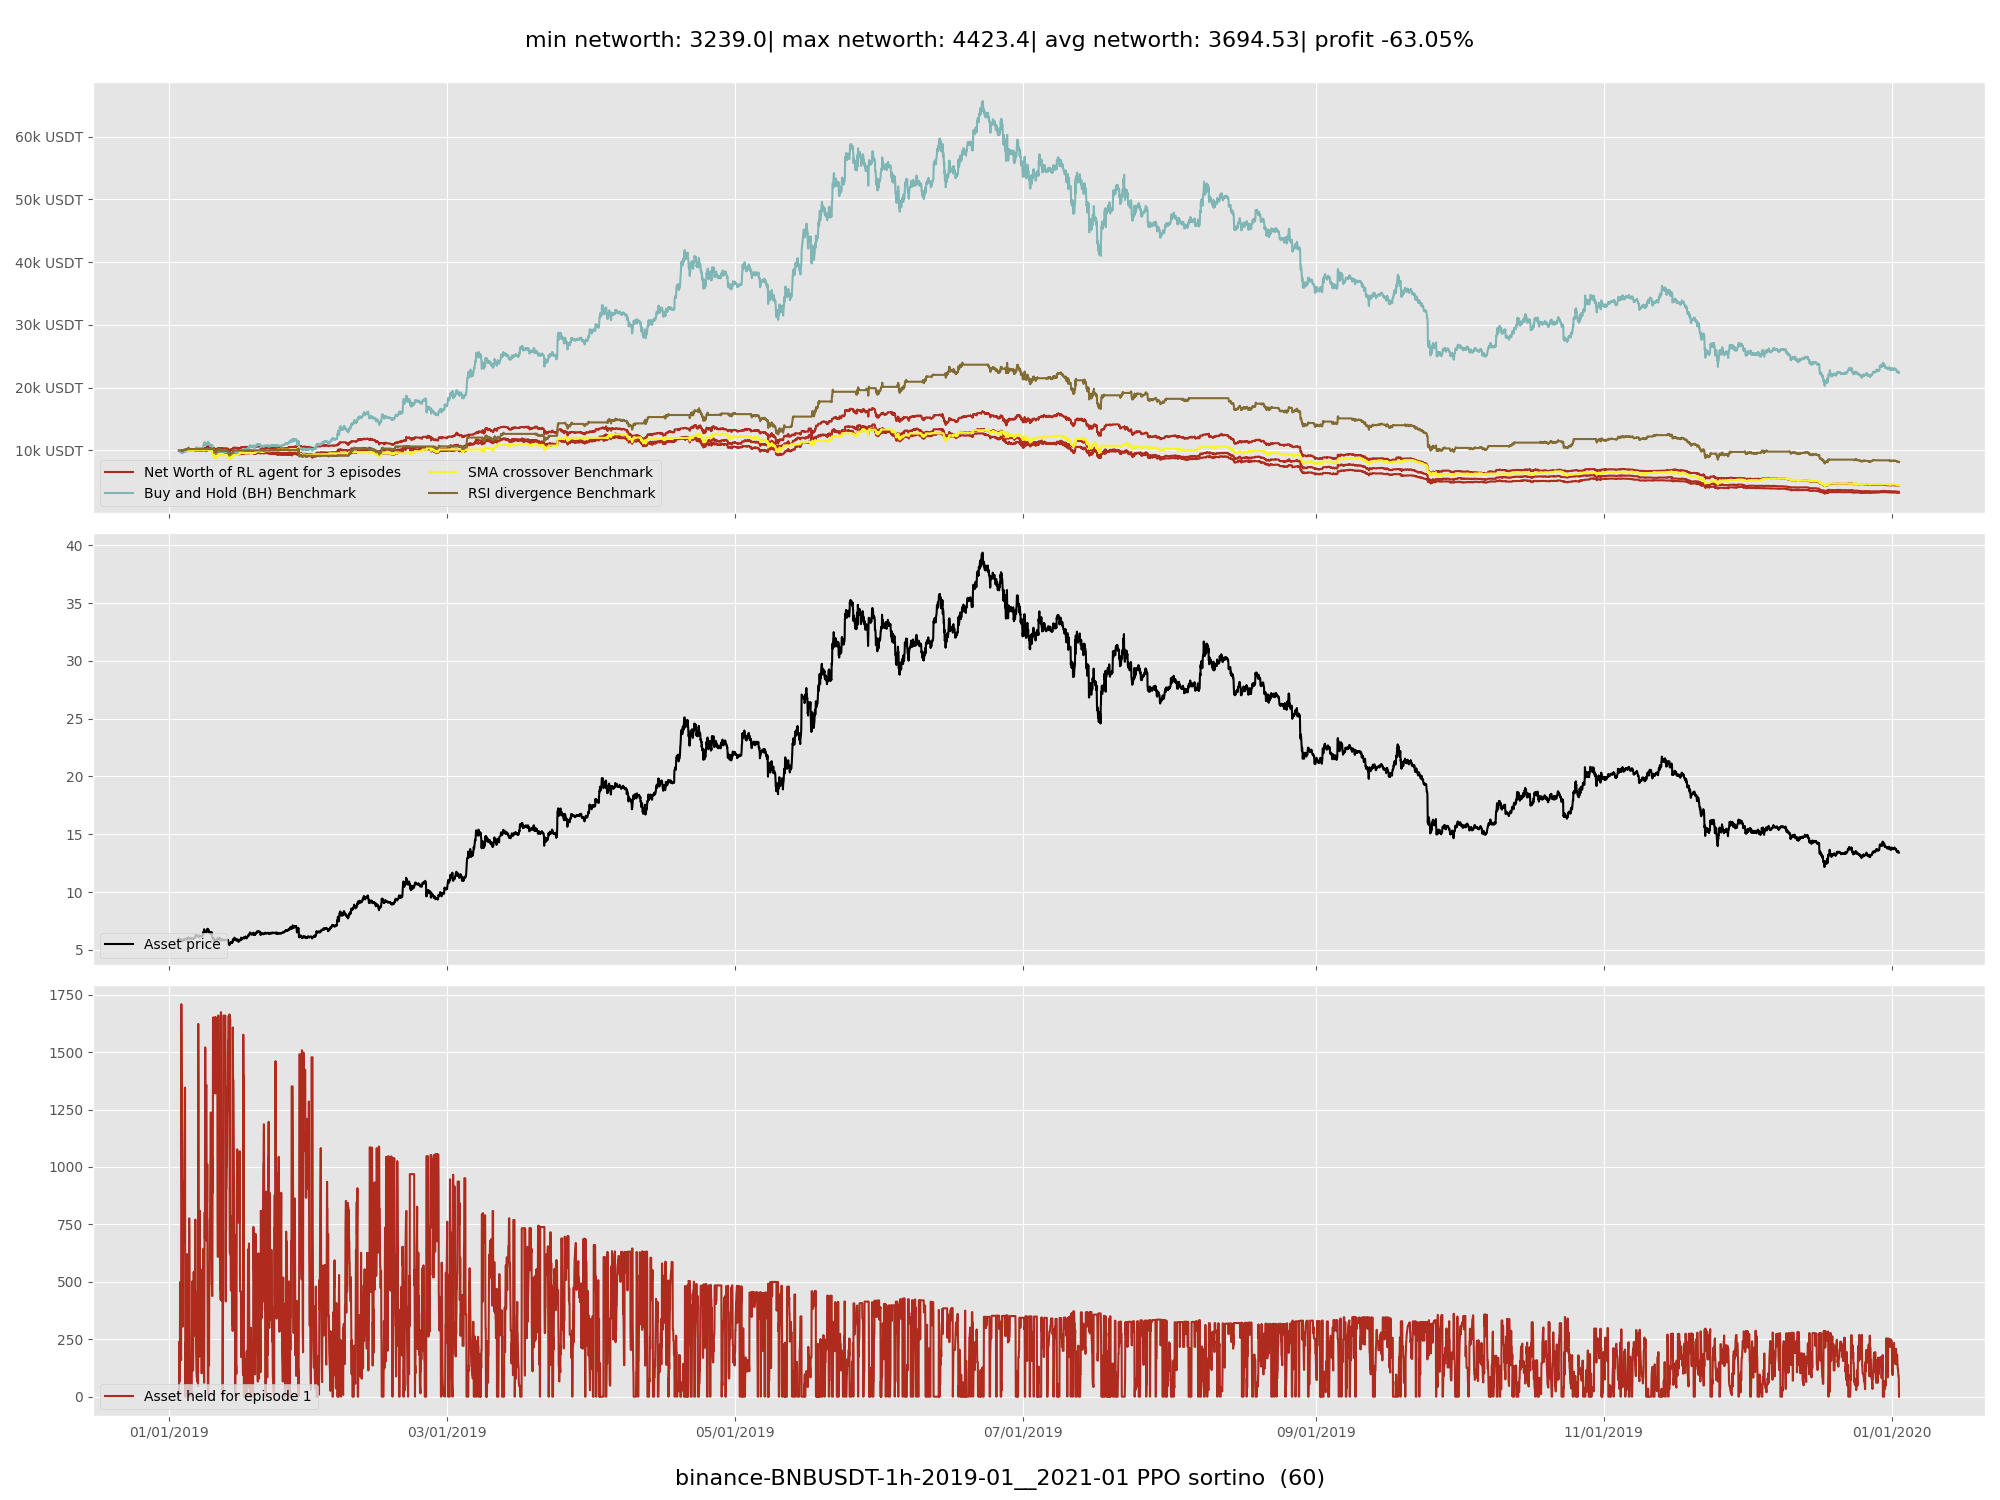 min networth: 3239.0| max networth: 4423.4| avg networth: 3694.53| profit -63.05%
60k USDT
50k USDT
40k USDT
30k USDT
20k USDT
10k USDT
Net Worth of RL agent for 3 episodes
Buy and Hold (BH) Benchmark
SMA crossover Benchmark
RSI divergence Benchmark
40
35
30
25
20
15
10
5
Asset price
1750
1500
1250
1000
750
500
250
0
Asset held for episode 1
01/01/2019 03/01/2019 05/01/2019 07/01/2019 09/01/2019 11/01/2019 01/01/2020
binance-BNBUSDT-1h-2019-01__2021-01 PPO sortino (60)